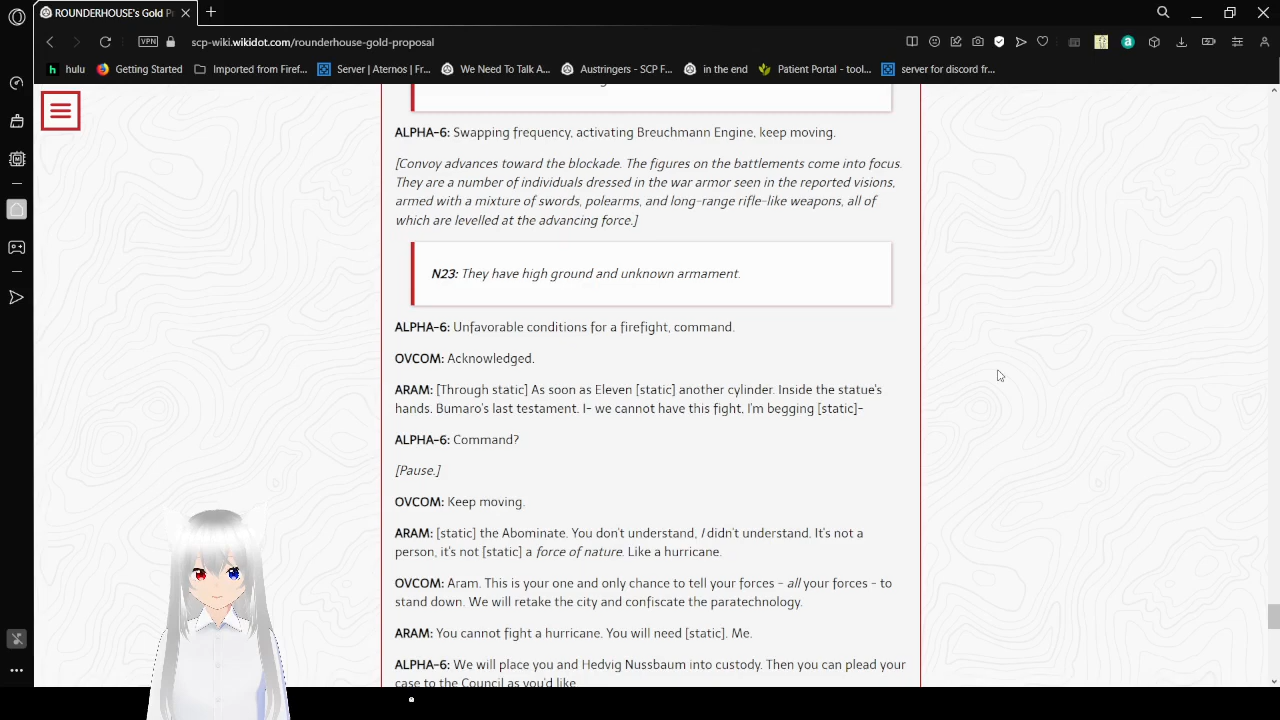 ROUNDERHOUSE's Gold P
scp-wiki.wikidot.com/rounderhouse-gold-proposal
VPN
hulu
Getting Started
Imported from Firef...
Server | Aternos | Fr...
We Need To Talk A...
Austringers - SCP F...
in the end
Patient Portal - tool...
server for discord fr...
ALPHA-6: Swapping frequency, activating Breuchmann Engine, keep moving.
[Convoy advances toward the blockade. The figures on the battlements come into focus.
They are a number of individuals dressed in the war armor seen in the reported visions,
armed with a mixture of swords, polearms, and long-range rifle-like weapons, all of
which are levelled at the advancing force.]
N23: They have high ground and unknown armament.
ALPHA-6: Unfavorable conditions for a firefight, command.
OVCOM: Acknowledged.
ARAM: [Through static] As soon as Eleven [static] another cylinder. Inside the statue's
hands. Bumaro's last testament. I- we cannot have this fight, I'm begging [static]-
ALPHA-6: Command?
[Pause.]
OVCOM: Keep moving.
ARAM: [static] the Abominate. You don't understand, I didn't understand. It's not a
person, it's not [static] a force of nature. Like a hurricane.
OVCOM: Aram. This is your one and only chance to tell your forces - all your forces - to
stand down. We will retake the city and confiscate the paratechnology.
ARAM: You cannot fight a hurricane. You will need [static]. Me.
ALPHA-6: We will place you and Hedvig Nussbaum into custody. Then you can plead your
case to the Council as you'd like